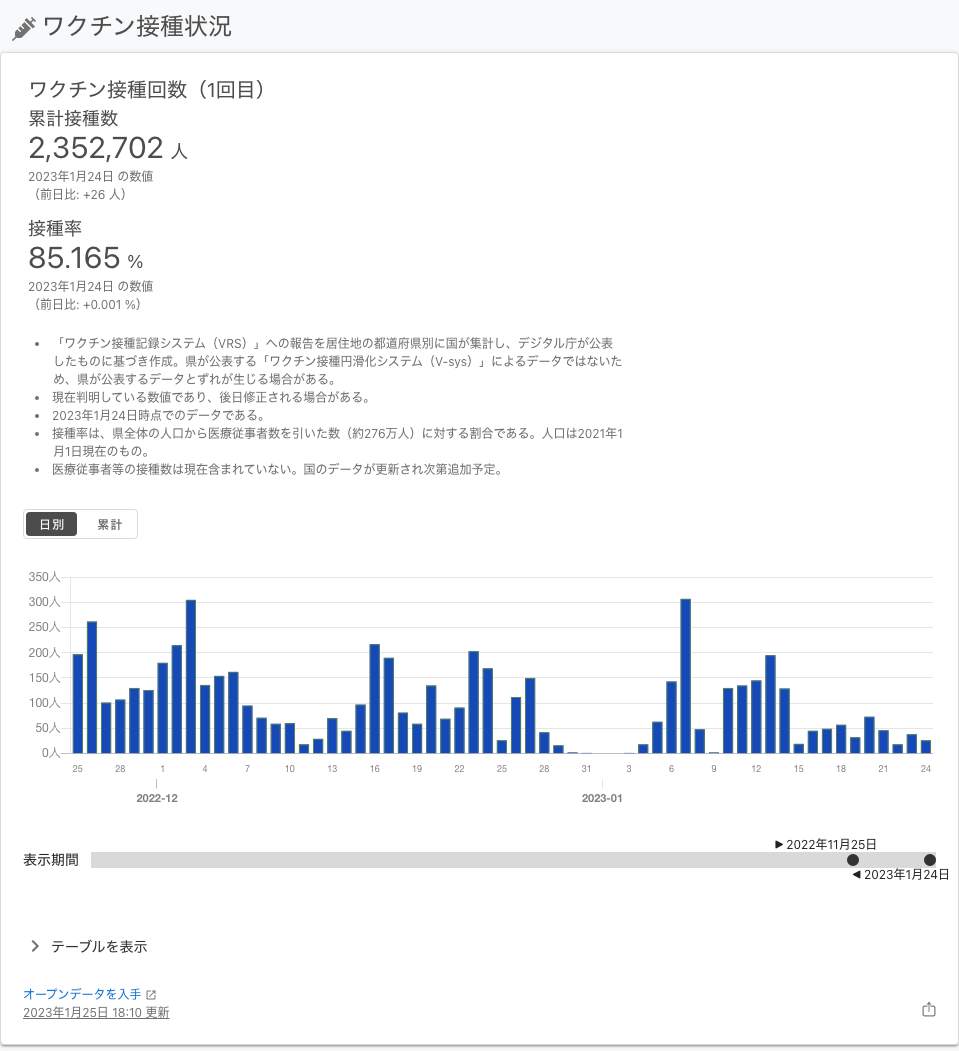 ワクチン接種状況
ワクチン接種回数（1回目）
累計接種数
2,352,702 人
2023年1月24日 の数値
（前日比: +26 人）
接種率
85.165 %
2023年1月24日 の数値
（前日比: +0.001 %）
• 「ワクチン接種記録システム（VRS）」への報告を居住地の都道府県別に国が集計し、デジタル庁が公表
したものに基づき作成。県が公表する「ワクチン接種円滑化システム（V-sys）」によるデータではないた
め、県が公表するデータとずれが生じる場合がある。
• 現在判明している数値であり、後日修正される場合がある。
• 2023年1月24日時点でのデータである。
• 接種率は、県全体の人口から医療従事者数を引いた数（約276万人）に対する割合である。人口は2021年1
月1日現在のもの。
• 医療従事者等の接種数は現在含まれていない。国のデータが更新され次第追加予定。
日別 累計
350人
300人
250人
200人
150人
100人
50人
0人
25 28 1 4 7 10 13 16 19 22 25 28 31 3 6 9 12 15 18 21 24
2022-12 2023-01
▶ 2022年11月25日
表示期間
◀ 2023年1月24日
テーブルを表示
オープンデータを入手
2023年1月25日 18:10 更新